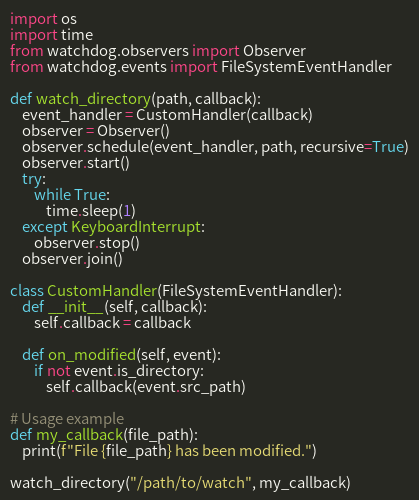 import os
import time
from watchdog.observers import Observer
from watchdog.events import FileSystemEventHandler

def watch_directory(path, callback):
    event_handler = CustomHandler(callback)
    observer = Observer()
    observer.schedule(event_handler, path, recursive=True)
    observer.start()
    try:
        while True:
            time.sleep(1)
    except KeyboardInterrupt:
        observer.stop()
    observer.join()

class CustomHandler(FileSystemEventHandler):
    def __init__(self, callback):
        self.callback = callback

    def on_modified(self, event):
        if not event.is_directory:
            self.callback(event.src_path)

# Usage example
def my_callback(file_path):
    print(f"File {file_path} has been modified.")

watch_directory("/path/to/watch", my_callback)